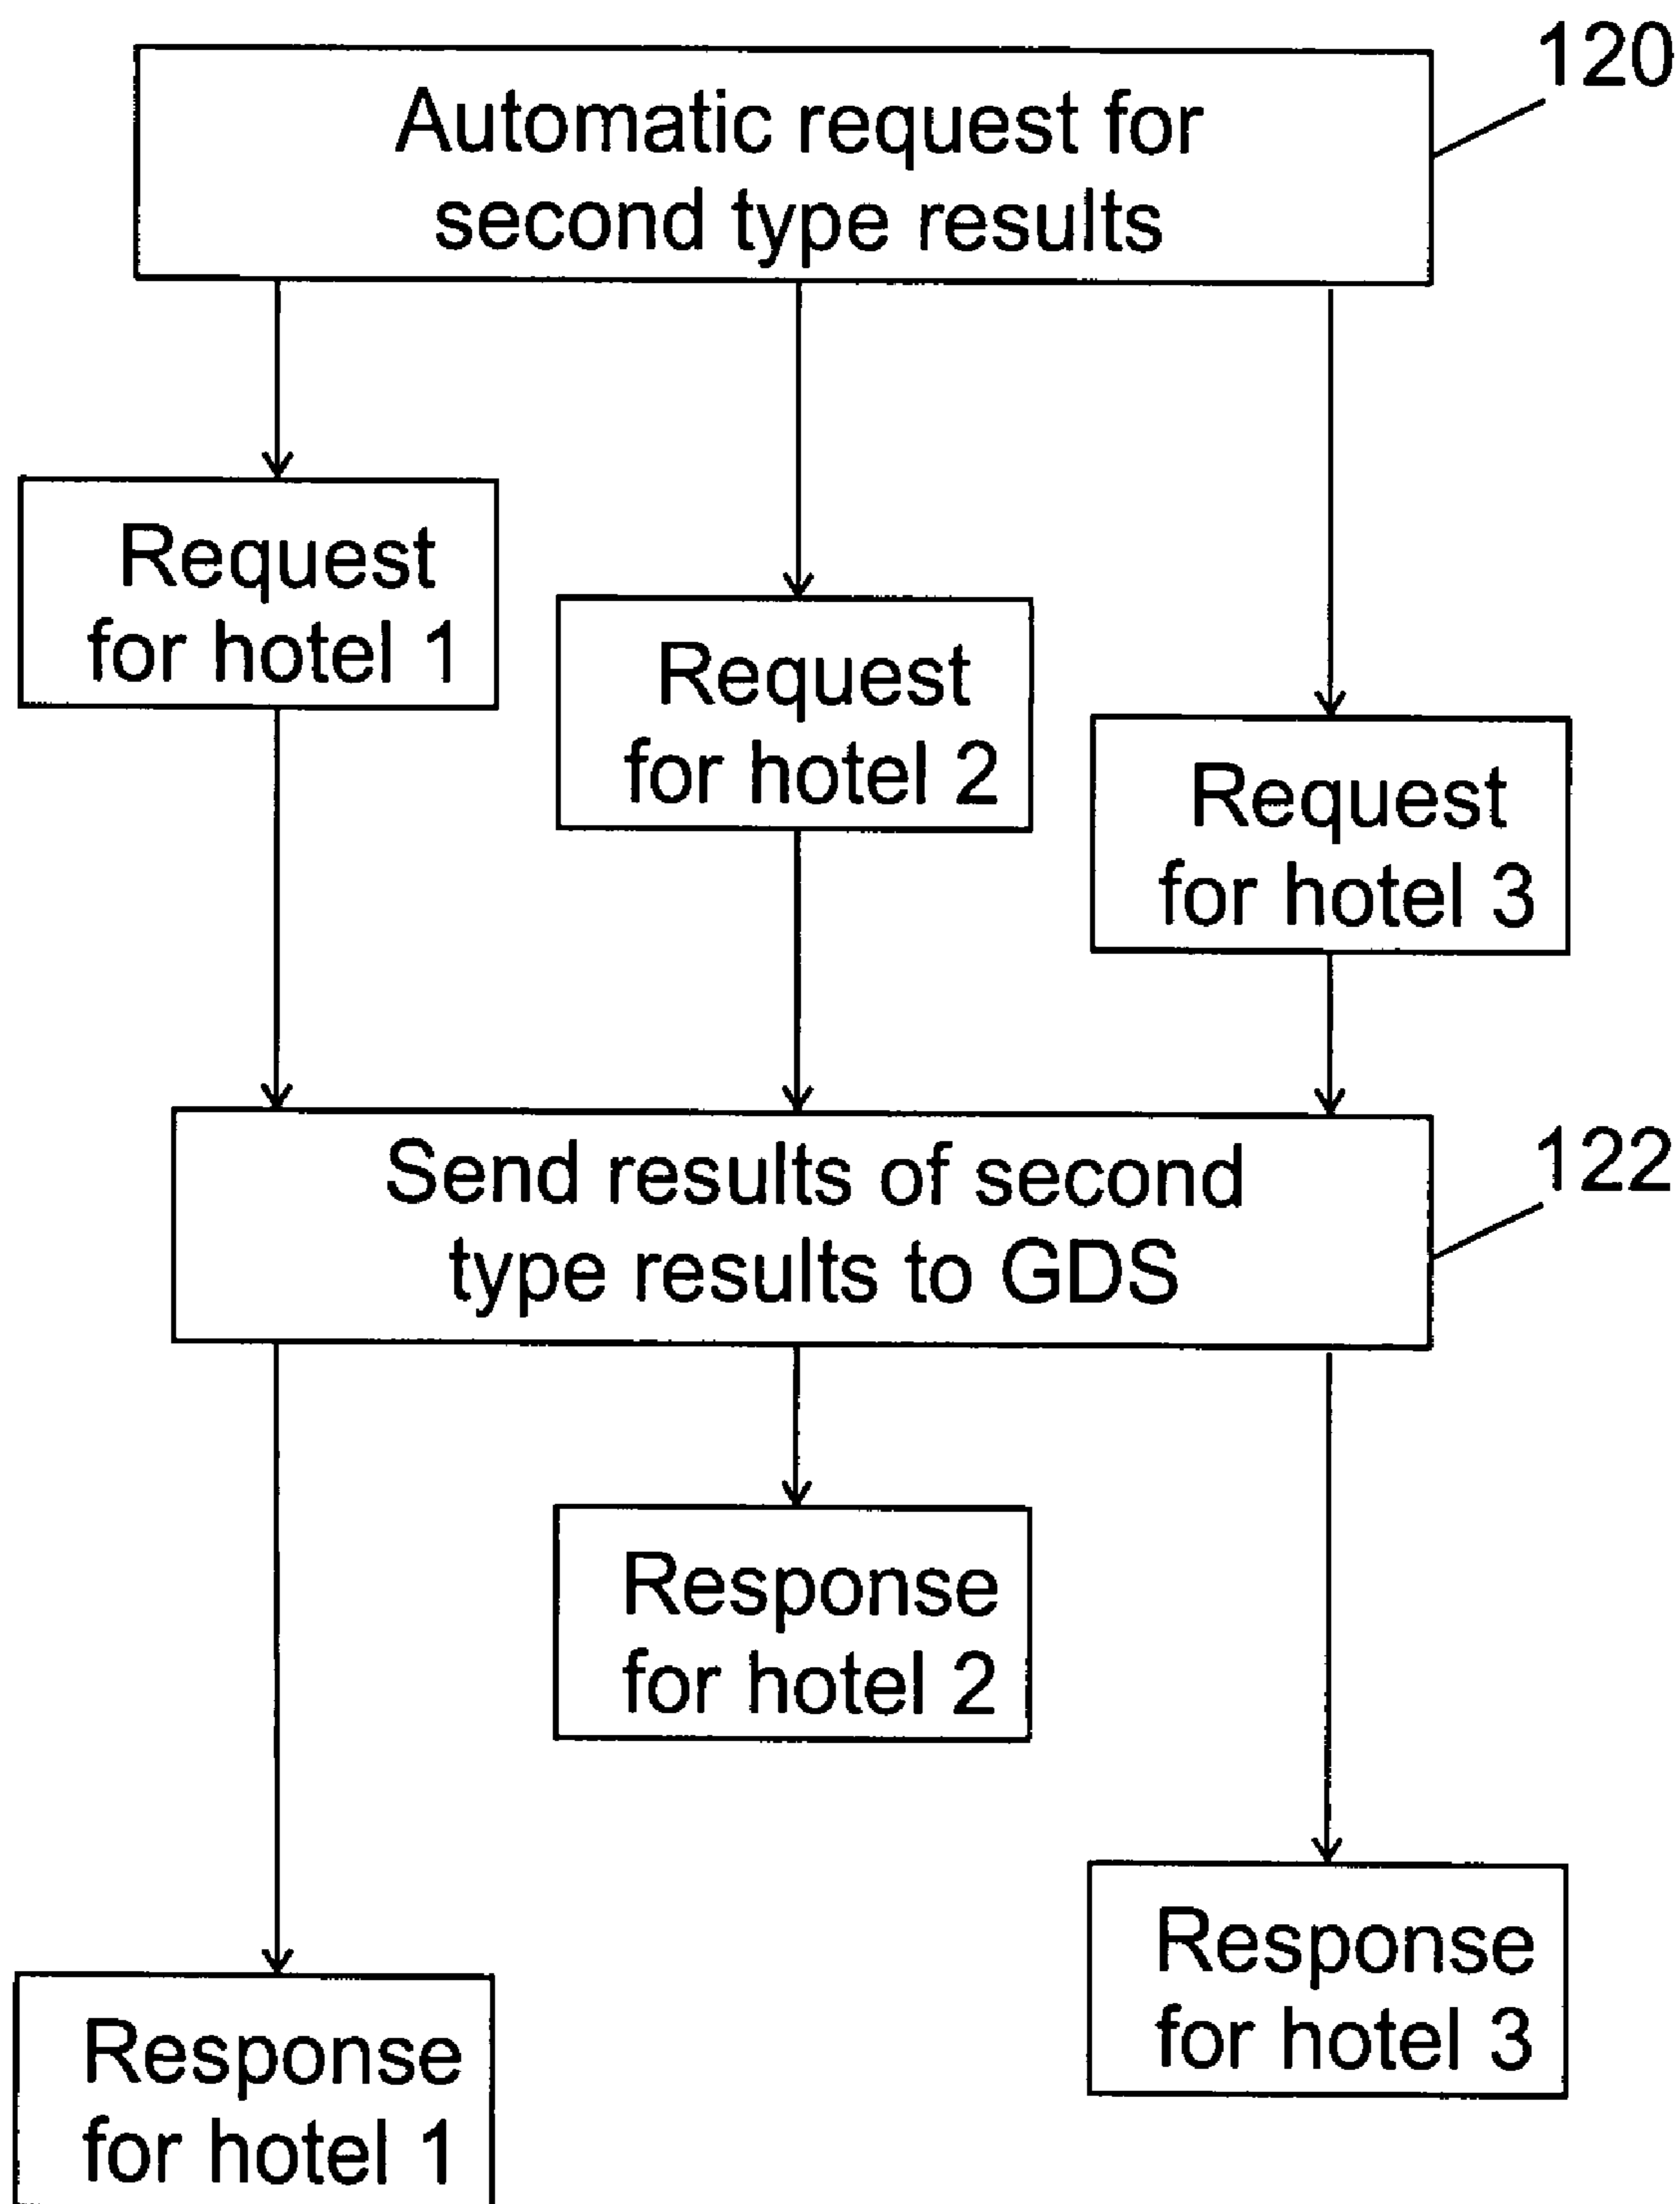 120
Automatic request for
second type results
Request
for hotel 1
Request
for hotel 2
Request
for hotel 3
122
Send results of second
type results to GDS
Response
for hotel 2
Response
for hotel 3
Response
for hotel 1